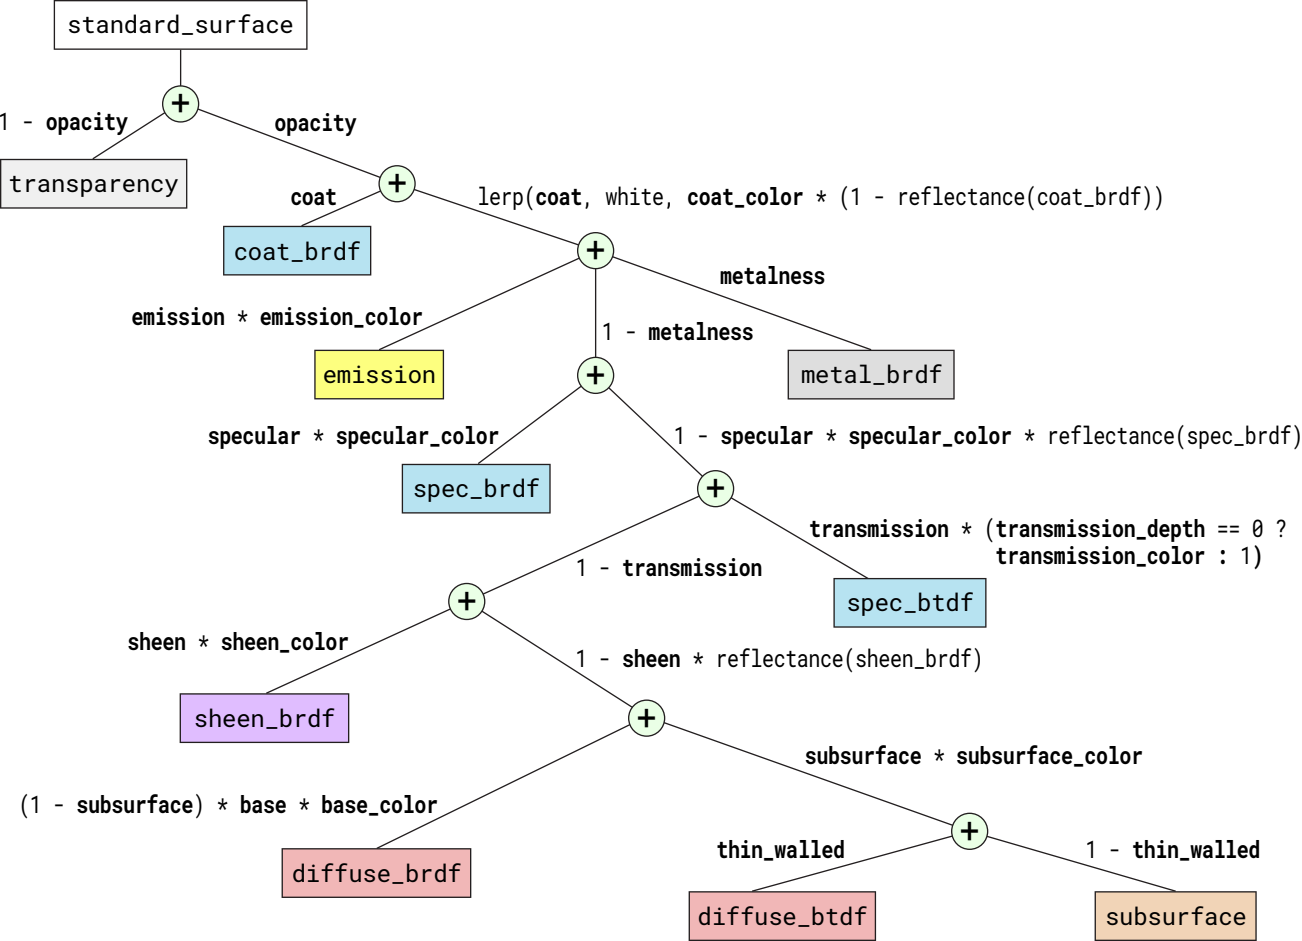 standard_surface
+
1 - opacity
opacity
transparency
+
coat
lerp(coat, white, coat_color * (1 - reflectance(coat_brdf))
coat_brdf
+
metalness
emission * emission_color
1 - metalness
emission
+
metal_brdf
specular * specular_color
1 - specular * specular_color * reflectance(spec_brdf)
spec_brdf
+
transmission * (transmission_depth == 0 ?
transmission_color : 1)
1 - transmission
spec_btdf
+
sheen * sheen_color
1 - sheen * reflectance(sheen_brdf)
sheen_brdf
+
subsurface * subsurface_color
(1 - subsurface) * base * base_color
+
thin_walled
1 - thin_walled
diffuse_brdf
diffuse_btdf
subsurface